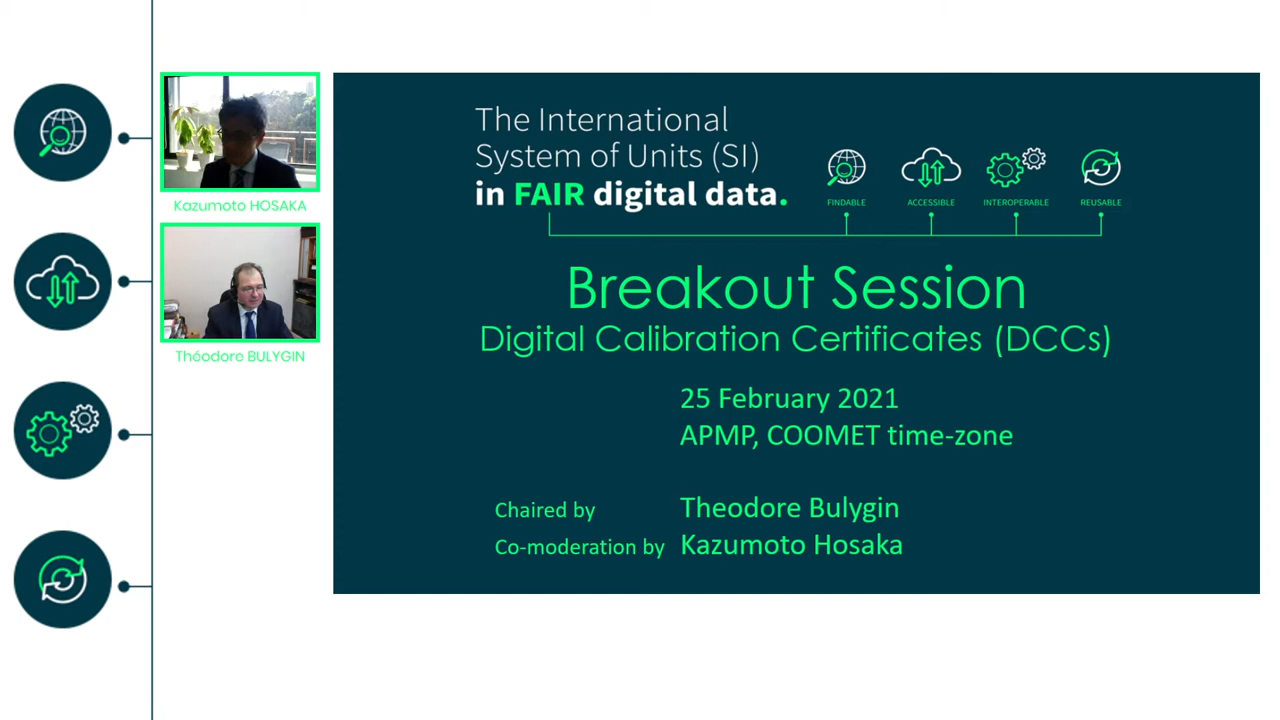 Kazumoto HOSAKA
Théodore BULYGIN
The International
System of Units (SI)
in FAIR digital data.
FINDABLE
ACCESSIBLE
INTEROPERABLE
REUSABLE
Breakout Session
Digital Calibration Certificates (DCCs)
25 February 2021
APMP, COOMET time-zone
Chaired by Theodore Bulygin
Co-moderation by Kazumoto Hosaka